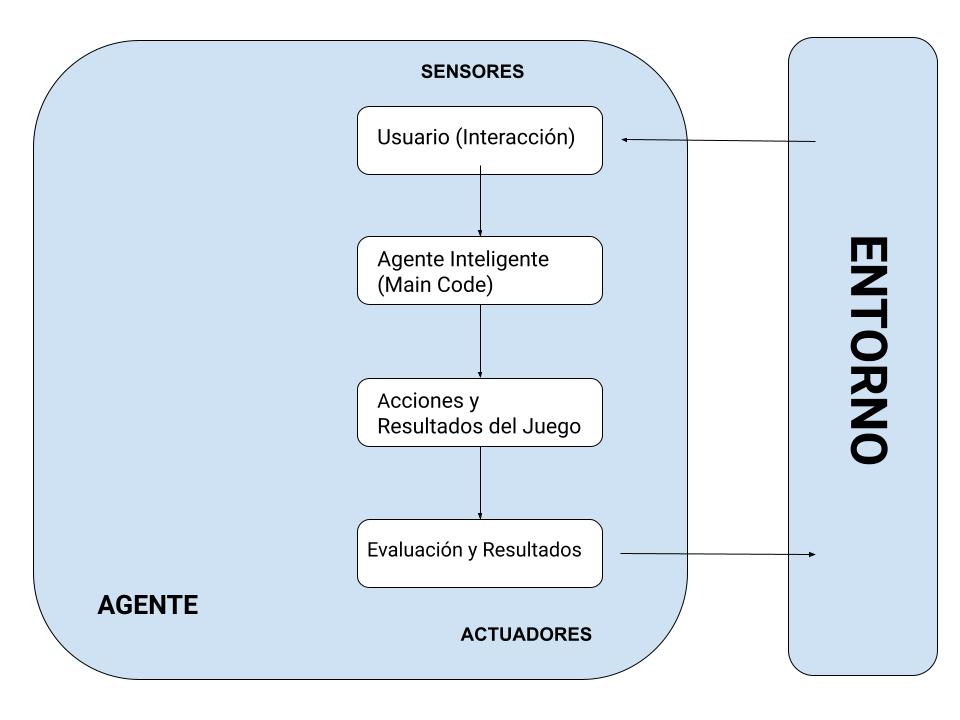 SENSORES
Usuario (Interacción)
Agente Inteligente
(Main Code)
Acciones y
Resultados del Juego
Evaluación y Resultados
AGENTE
ACTUADORES
ENTORNO